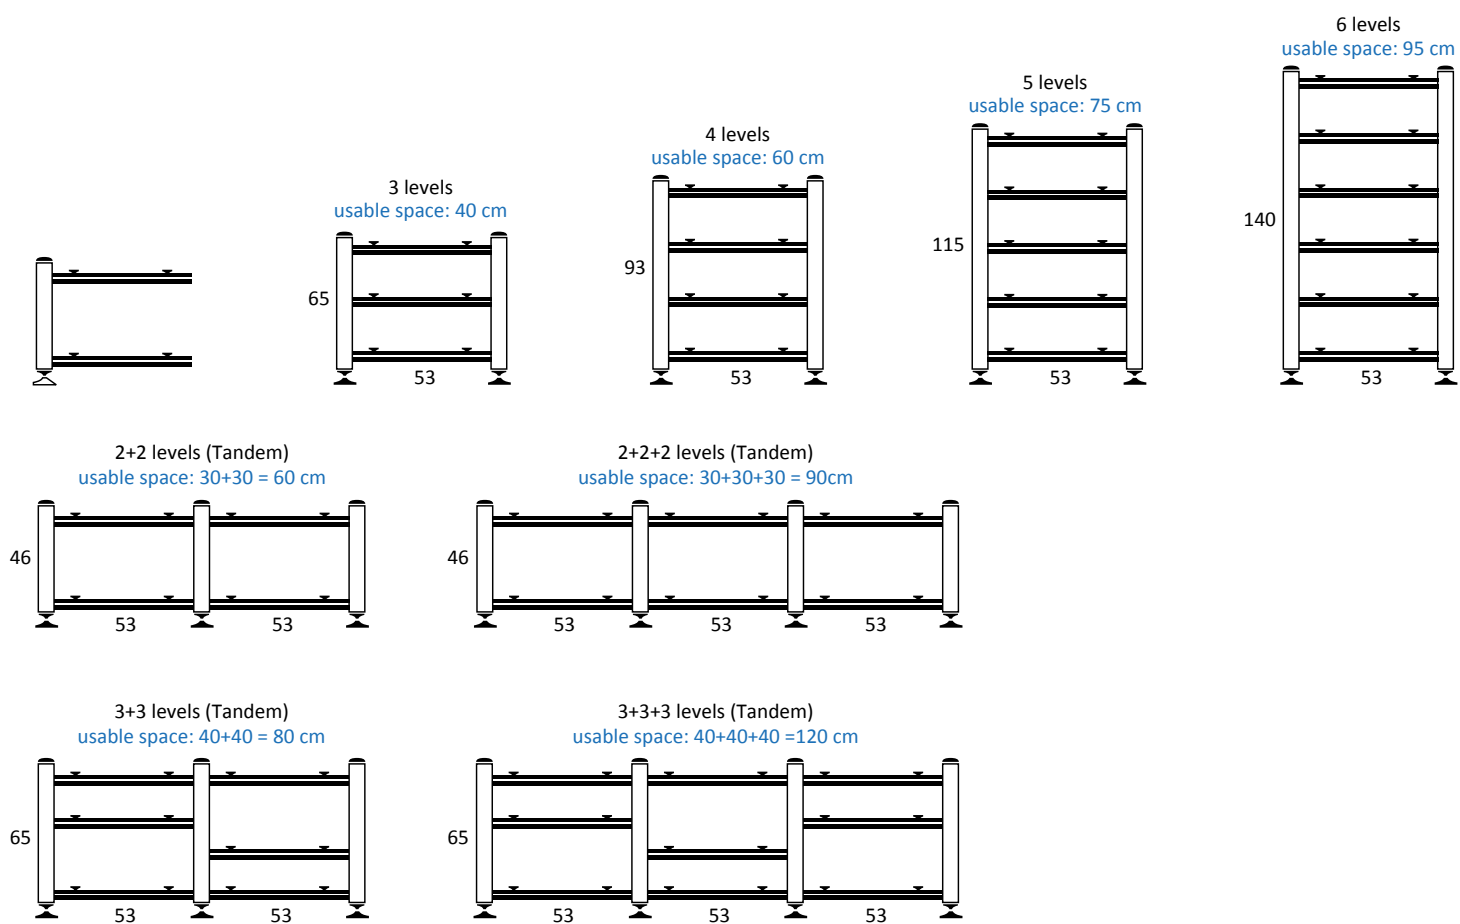 6 levels
usable space: 95 cm
5 levels
usable space: 75 cm
4 levels
usable space: 60 cm
3 levels
usable space: 40 cm
65
53
93
53
115
53
140
53
2+2 levels (Tandem)
usable space: 30+30 = 60 cm
46
53
53
2+2+2 levels (Tandem)
usable space: 30+30+30 = 90cm
46
53
53
53
3+3 levels (Tandem)
usable space: 40+40 = 80 cm
65
53
53
3+3+3 levels (Tandem)
usable space: 40+40+40 =120 cm
65
53
53
53